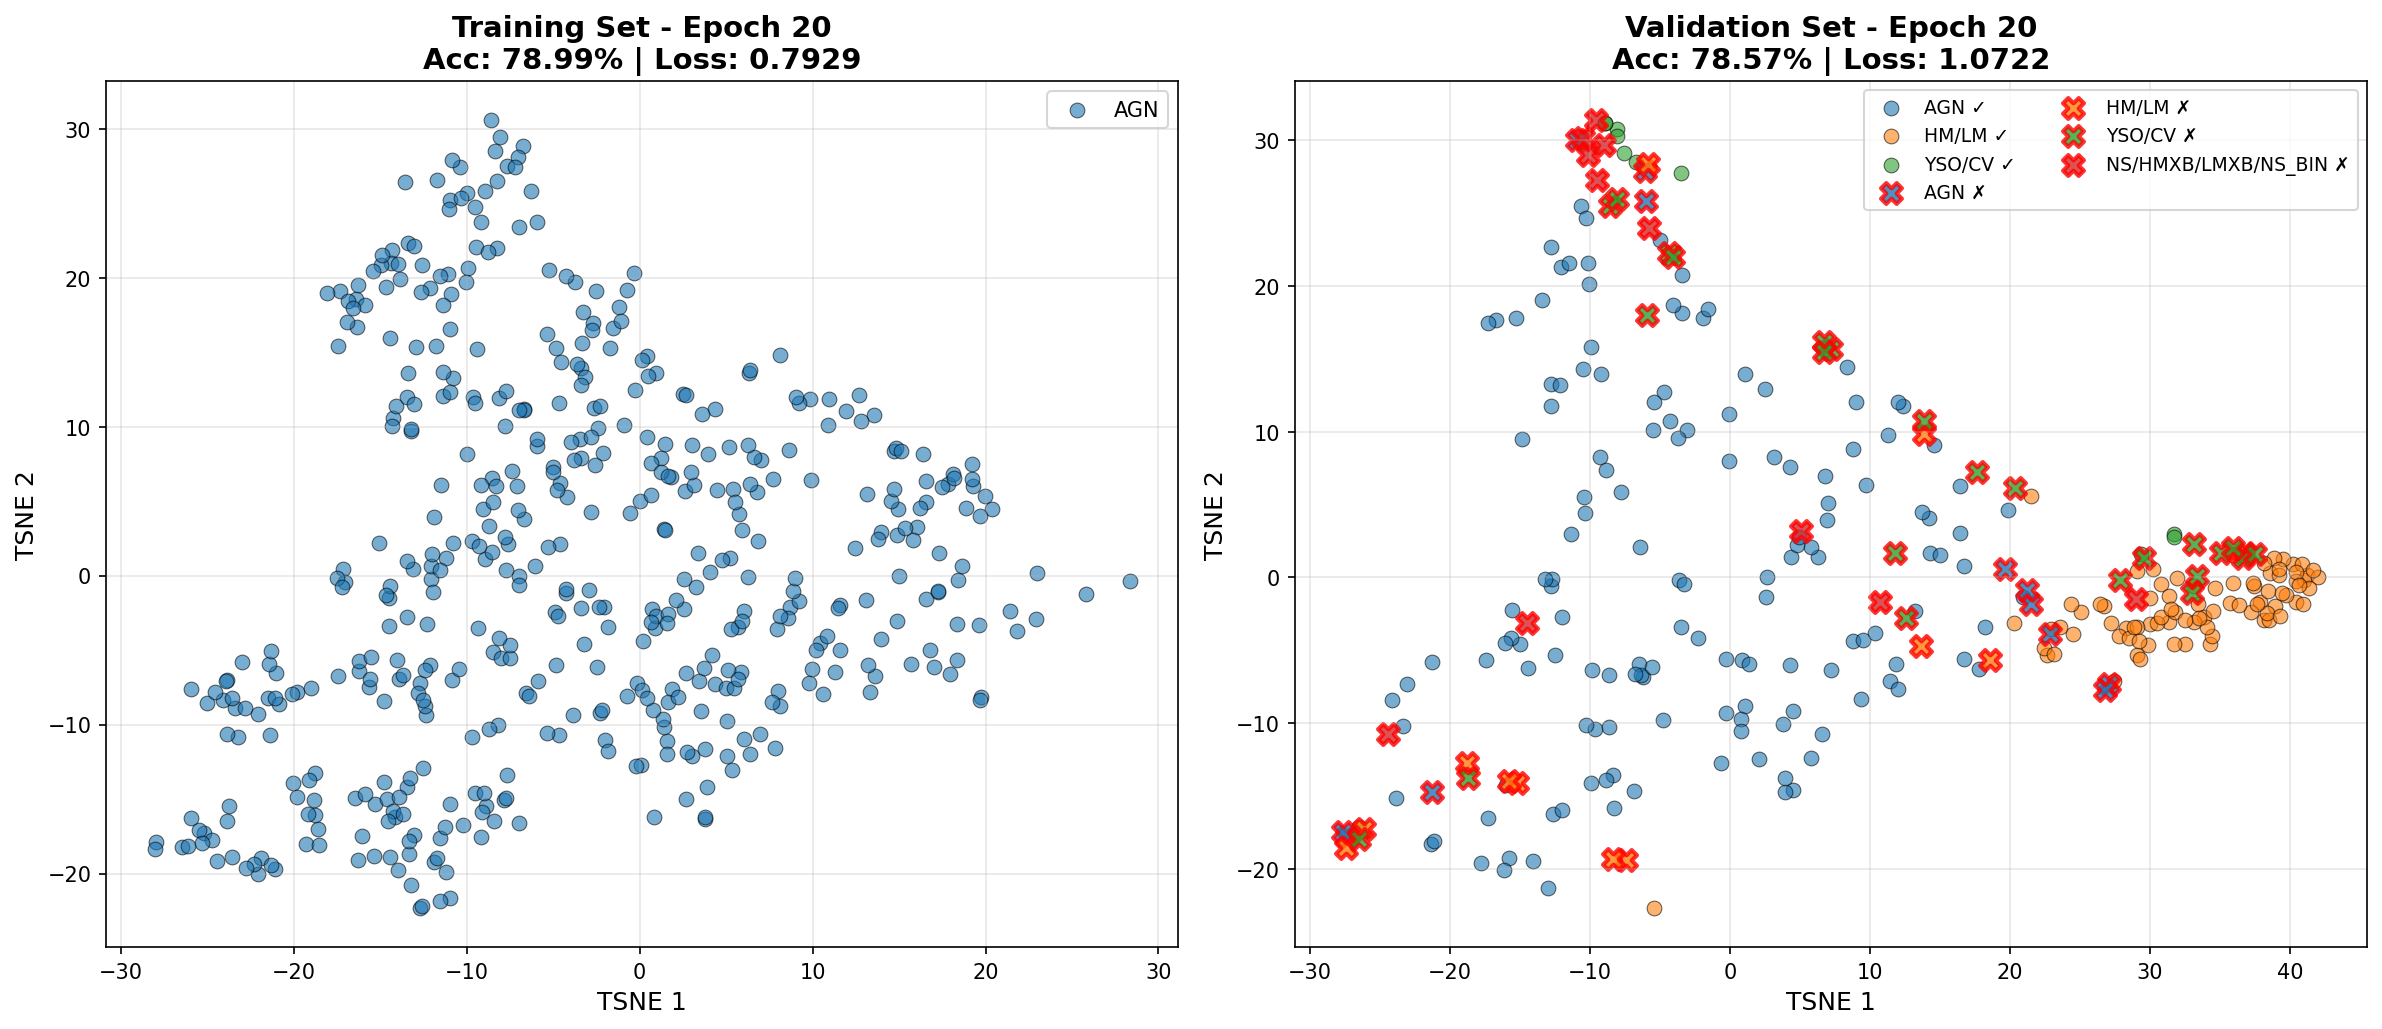 Training Set - Epoch 20
Acc: 78.99% | Loss: 0.7929
AGN
30
20
10
0
−10
−20
TSNE 2
−30
−20
−10
0
10
20
30
TSNE 1
Validation Set - Epoch 20
Acc: 78.57% | Loss: 1.0722
AGN ✓
HM/LM ✓
YSO/CV ✓
AGN ✗
HM/LM ✗
YSO/CV ✗
NS/HMXB/LMXB/NS_BIN ✗
30
20
10
0
−10
−20
TSNE 2
−30
−20
−10
0
10
20
30
40
TSNE 1